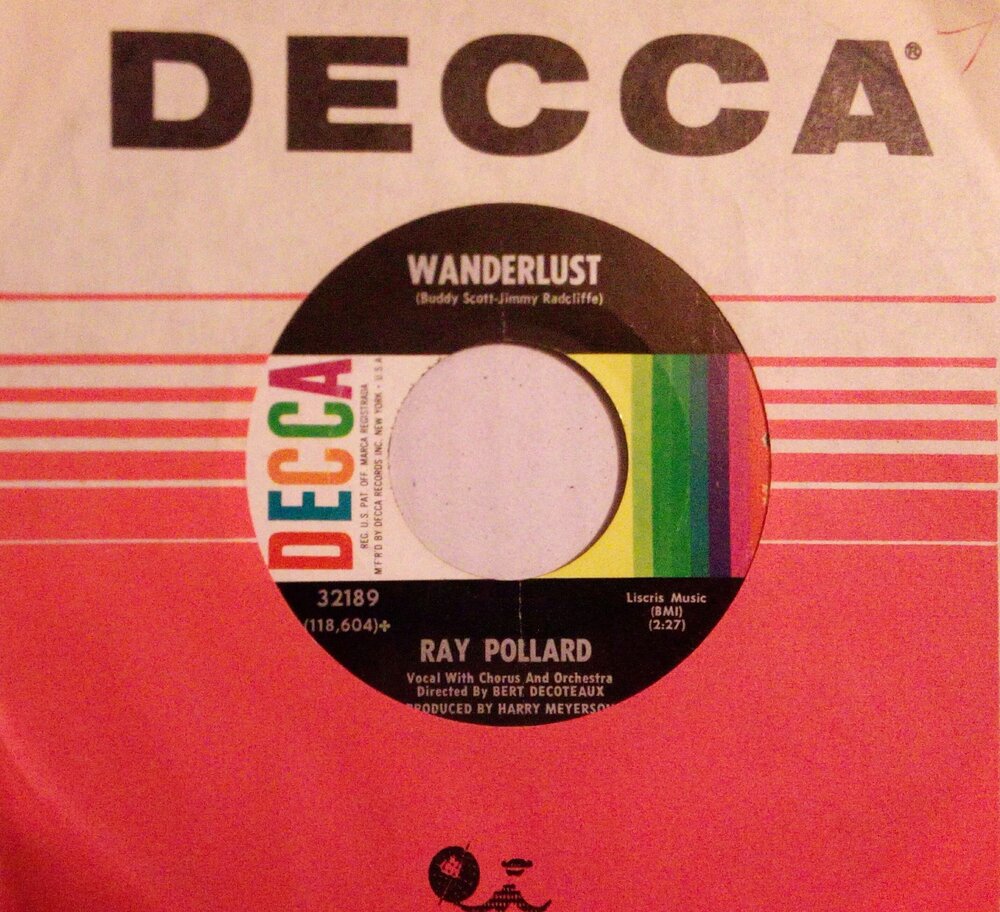 DECCA®
WANDERLUST
(Buddy Scott-Jimmy Radcliffe)
DECCA
REG. U.S. PAT. OFF. MARCA REGISTRADA
M'F'R'D BY DECCA RECORDS INC. NEW YORK • U.S.A
32189
(118,604)+
Liscris Music
(BMI)
(2:27)
RAY POLLARD
Vocal With Chorus And Orchestra
Directed By BERT DECOTEAUX
PRODUCED BY HARRY MEYERSON